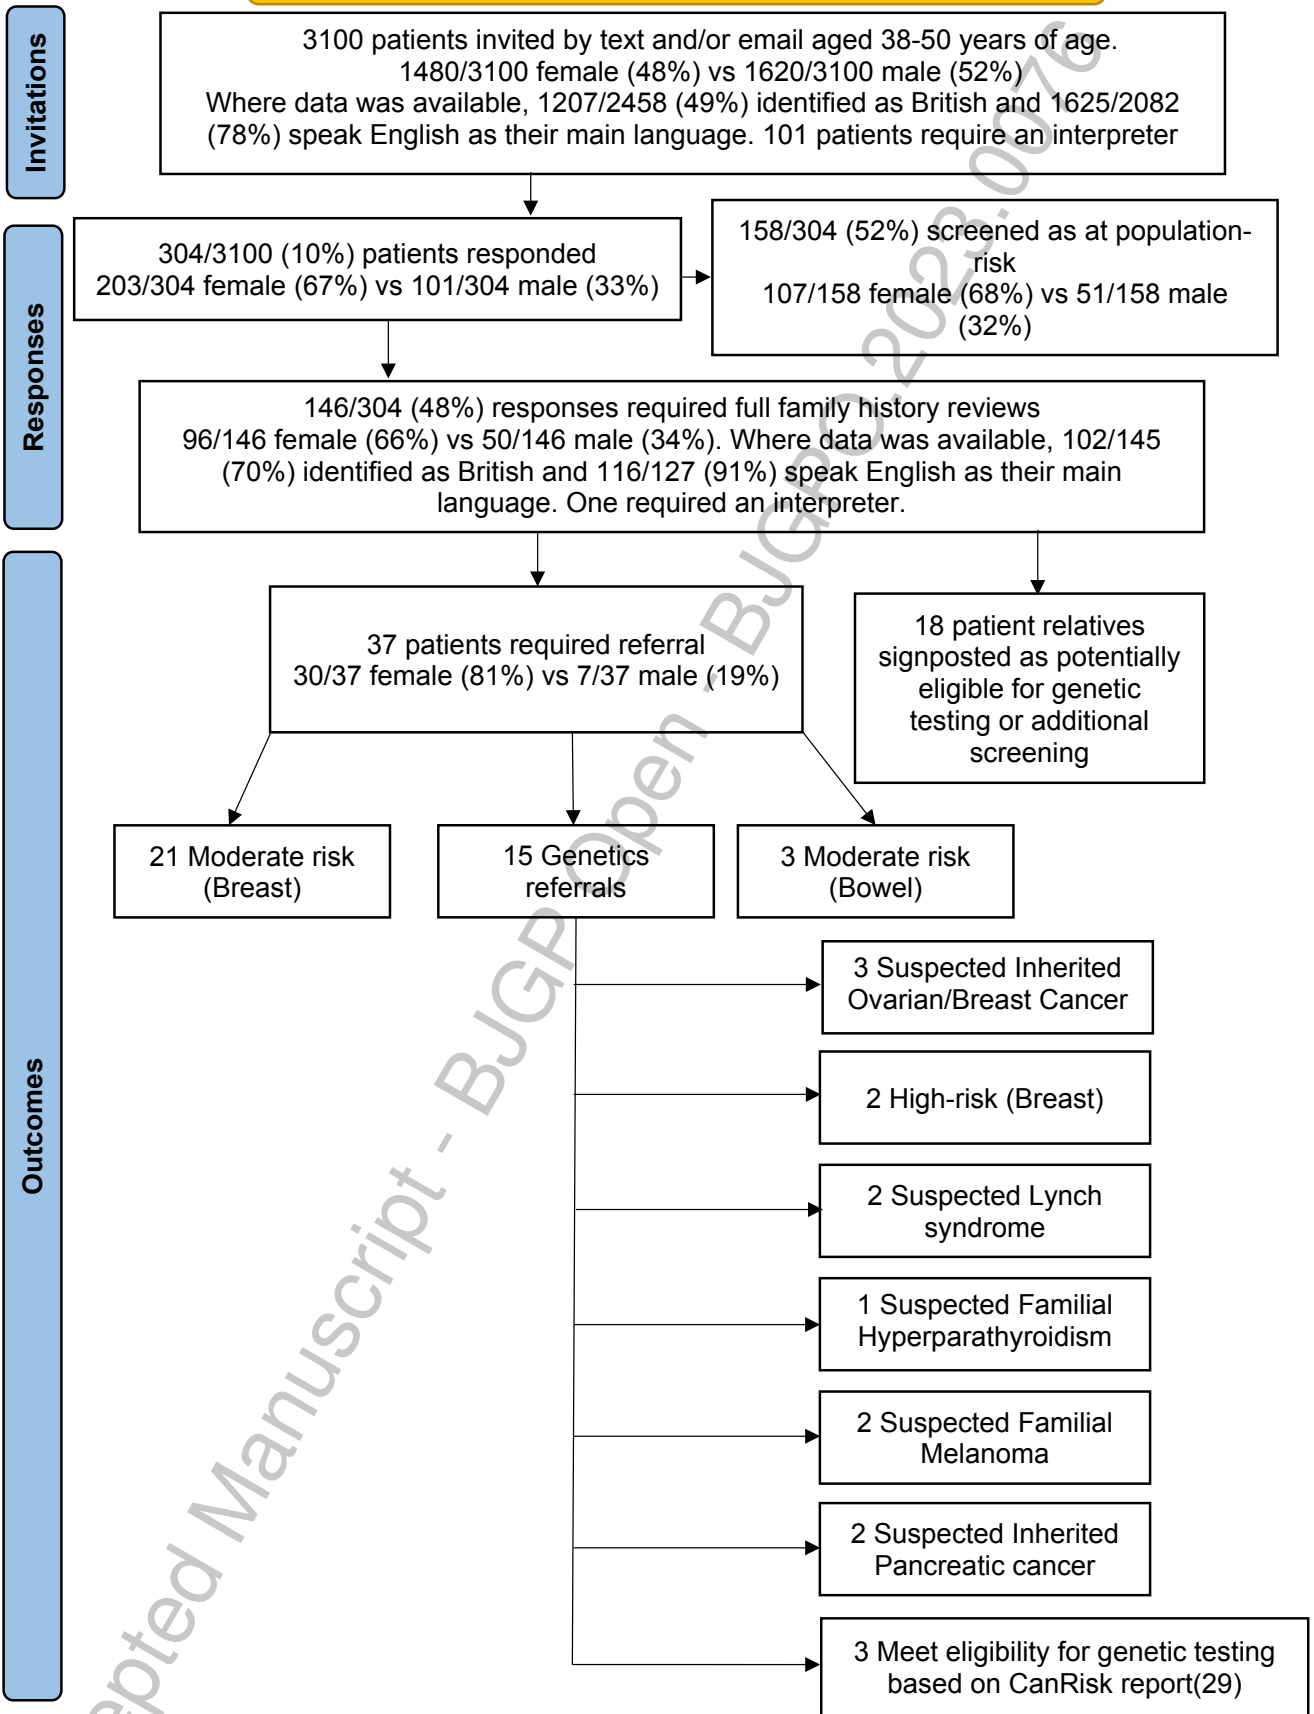 Invitations
3100 patients invited by text and/or email aged 38-50 years of age.
1480/3100 female (48%) vs 1620/3100 male (52%)
Where data was available, 1207/2458 (49%) identified as British and 1625/2082
(78%) speak English as their main language. 101 patients require an interpreter
Responses
304/3100 (10%) patients responded
203/304 female (67%) vs 101/304 male (33%)
158/304 (52%) screened as at population-
risk
107/158 female (68%) vs 51/158 male
(32%)
146/304 (48%) responses required full family history reviews
96/146 female (66%) vs 50/146 male (34%). Where data was available, 102/145
(70%) identified as British and 116/127 (91%) speak English as their main
language. One required an interpreter.
Outcomes
37 patients required referral
30/37 female (81%) vs 7/37 male (19%)
18 patient relatives
signposted as potentially
eligible for genetic
testing or additional
screening
21 Moderate risk
(Breast)
15 Genetics
referrals
3 Moderate risk
(Bowel)
3 Suspected Inherited
Ovarian/Breast Cancer
2 High-risk (Breast)
2 Suspected Lynch
syndrome
1 Suspected Familial
Hyperparathyroidism
2 Suspected Familial
Melanoma
2 Suspected Inherited
Pancreatic cancer
3 Meet eligibility for genetic testing
based on CanRisk report(29)
Manuscript - BJGP Open - BJGPO.2023.0076